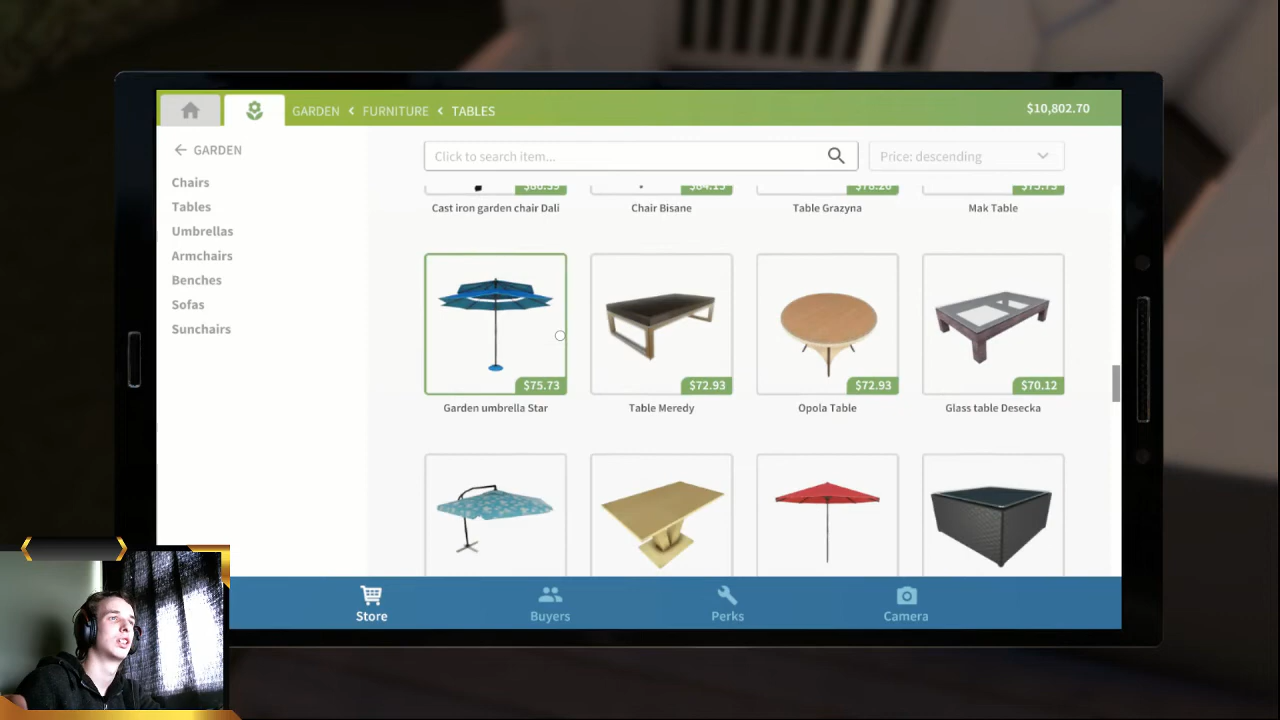 GARDEN < FURNITURE < TABLES
$10,802.70
← GARDEN
Click to search item...
Price: descending
Chairs
Tables
Umbrellas
Armchairs
Benches
Sofas
Sunchairs
$75.73
Cast iron garden chair Dali
Chair Bisane
Table Grazyna
Mak Table
$75.73
$72.93
$72.93
$70.12
Garden umbrella Star
Table Meredy
Opola Table
Glass table Desecka
Store
Buyers
Perks
Camera